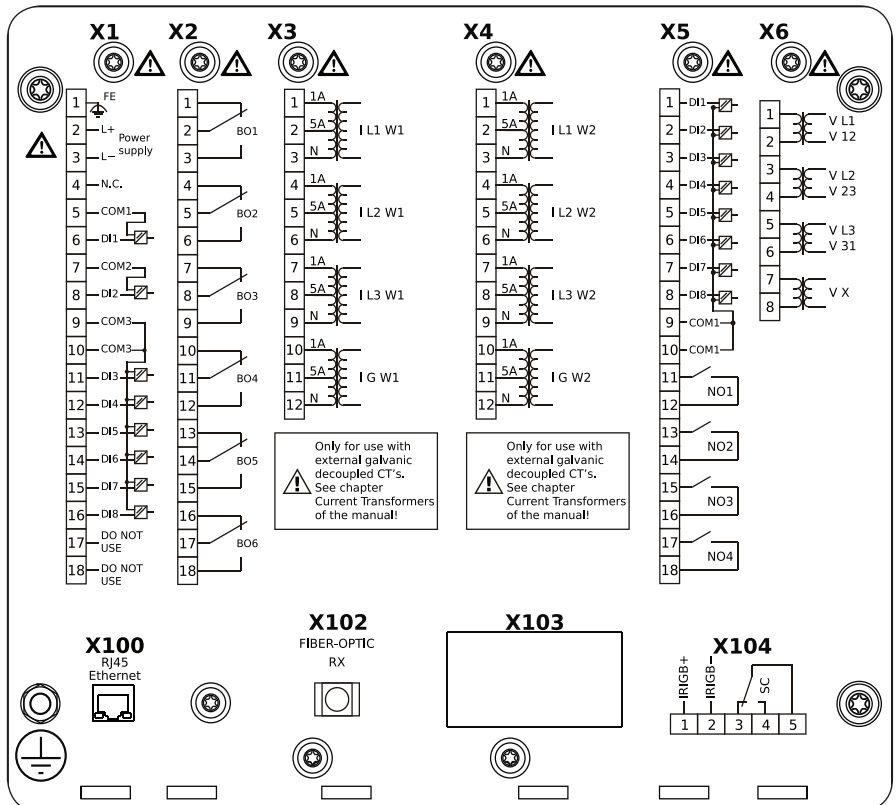 X1 X2 X3 X4 X5 X6
1 FE
2 L+ Power
supply
3 L−
4 N.C.
5 COM1
6 DI1
7 COM2
8 DI2
9 COM3
10 COM3
11 DI3
12 DI4
13 DI5
14 DI6
15 DI7
16 DI8
17 DO NOT
USE
18 DO NOT
USE
1
2 BO1
3
4
5 BO2
6
7
8 BO3
9
10
11 BO4
12
13
14 BO5
15
16
17 BO6
18
1 1A
2 5A I L1 W1
3 N
4 1A
5 5A I L2 W1
6 N
7 1A
8 5A I L3 W1
9 N
10 1A
11 5A I G W1
12 N
Only for use with
external galvanic
decoupled CT's.
See chapter
Current Transformers
of the manual!
1 1A
2 5A I L1 W2
3 N
4 1A
5 5A I L2 W2
6 N
7 1A
8 5A I L3 W2
9 N
10 1A
11 5A I G W2
12 N
Only for use with
external galvanic
decoupled CT's.
See chapter
Current Transformers
of the manual!
1 DI1
2 DI2
3 DI3
4 DI4
5 DI5
6 DI6
7 DI7
8 DI8
9 COM1
10 COM1
11
NO1
12
13
NO2
14
15
NO3
16
17
NO4
18
1 V L1
2 V 12
3 V L2
4 V 23
5 V L3
6 V 31
7
V X
8
X100
RJ45
Ethernet
X102
FIBER-OPTIC
RX
X103
X104
IRIGB+
IRIGB−
SC
1 2 3 4 5